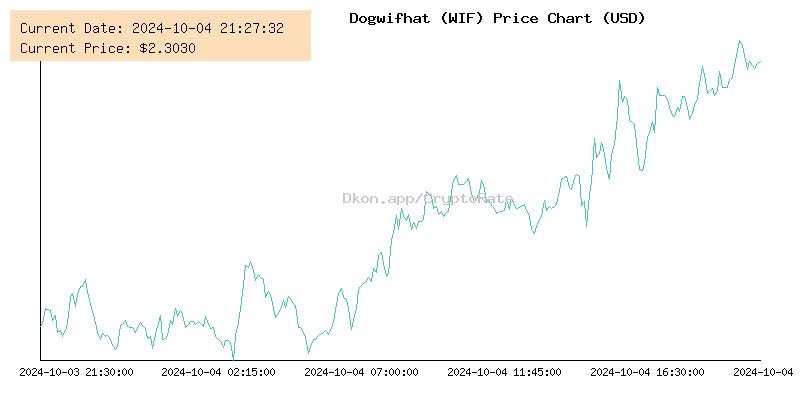 Dogwifhat (WIF) Price Chart (USD)
Current Date: 2024-10-04 21:27:32
Current Price: $2.3030
Dkon.app/CryptoRate
2024-10-03 21:30:00 2024-10-04 02:15:00 2024-10-04 07:00:00 2024-10-04 11:45:00 2024-10-04 16:30:00 2024-10-04